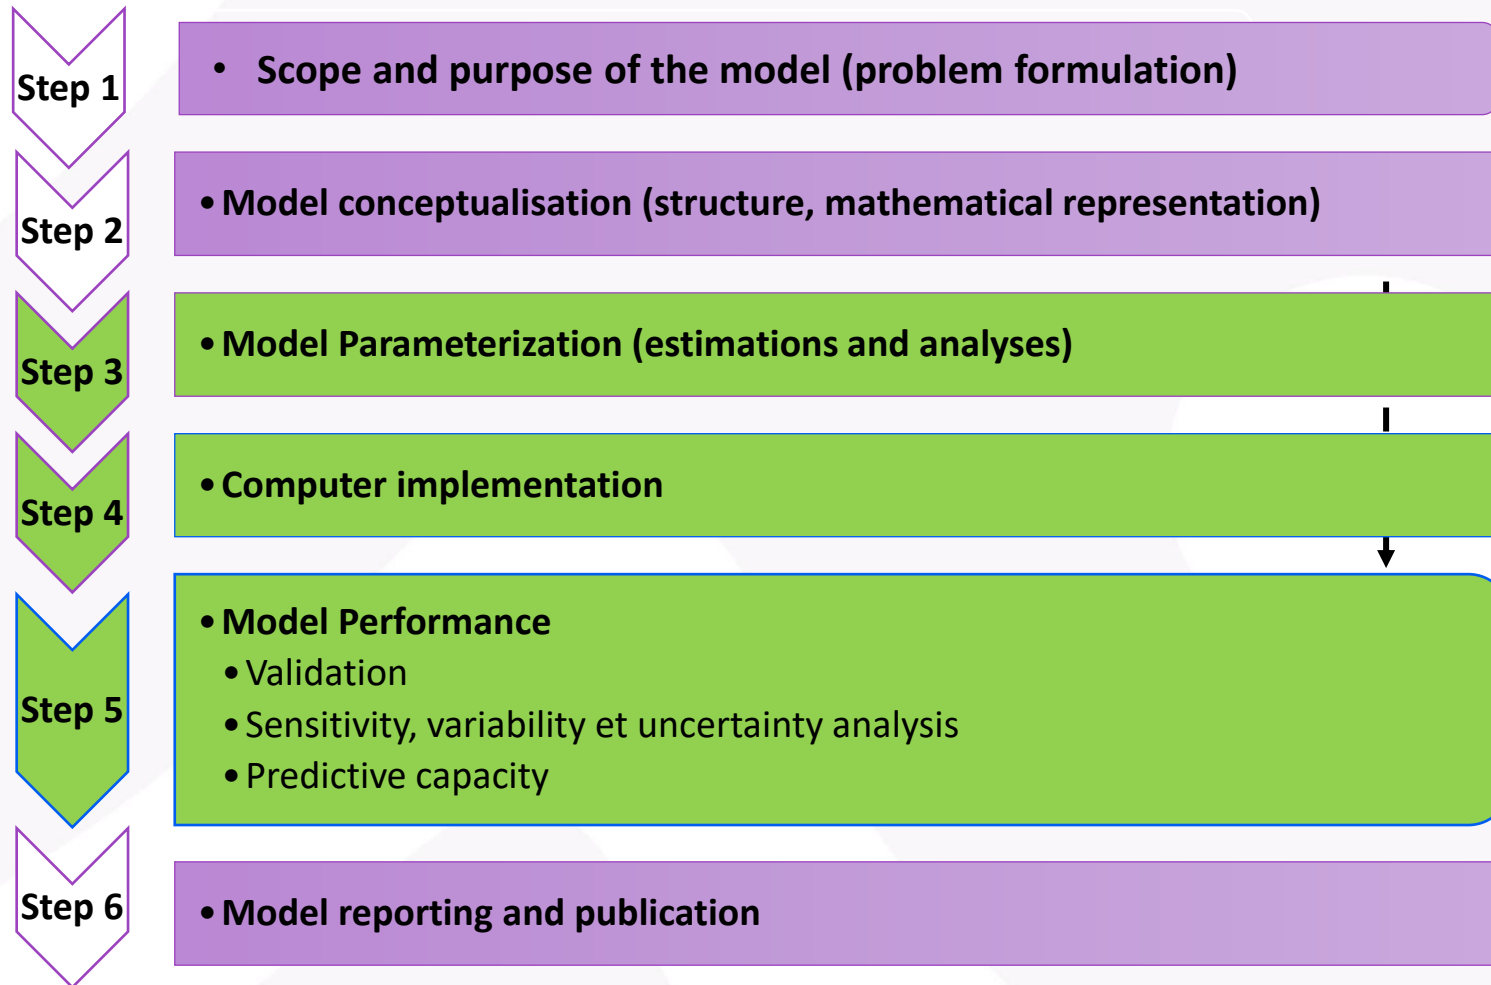 Step 1
• Scope and purpose of the model (problem formulation)
Step 2
• Model conceptualisation (structure, mathematical representation)
Step 3
• Model Parameterization (estimations and analyses)
Step 4
• Computer implementation
Step 5
• Model Performance
• Validation
• Sensitivity, variability et uncertainty analysis
• Predictive capacity
Step 6
• Model reporting and publication